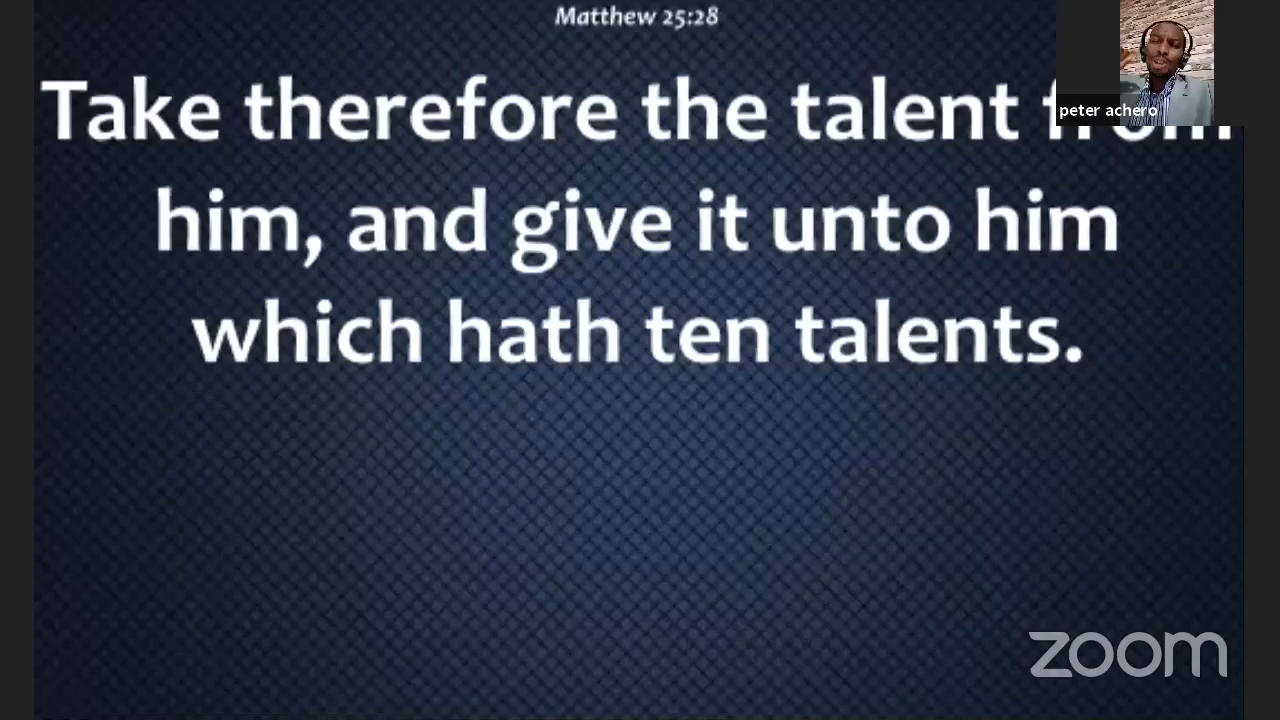 Matthew 25:28
Take therefore the talent from
him, and give it unto him
which hath ten talents.
peter achero
zoom